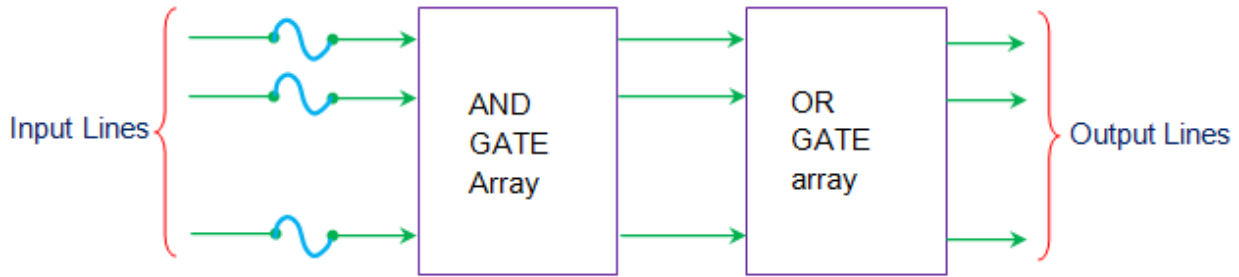 Input Lines
AND
GATE
Array
OR
GATE
array
Output Lines